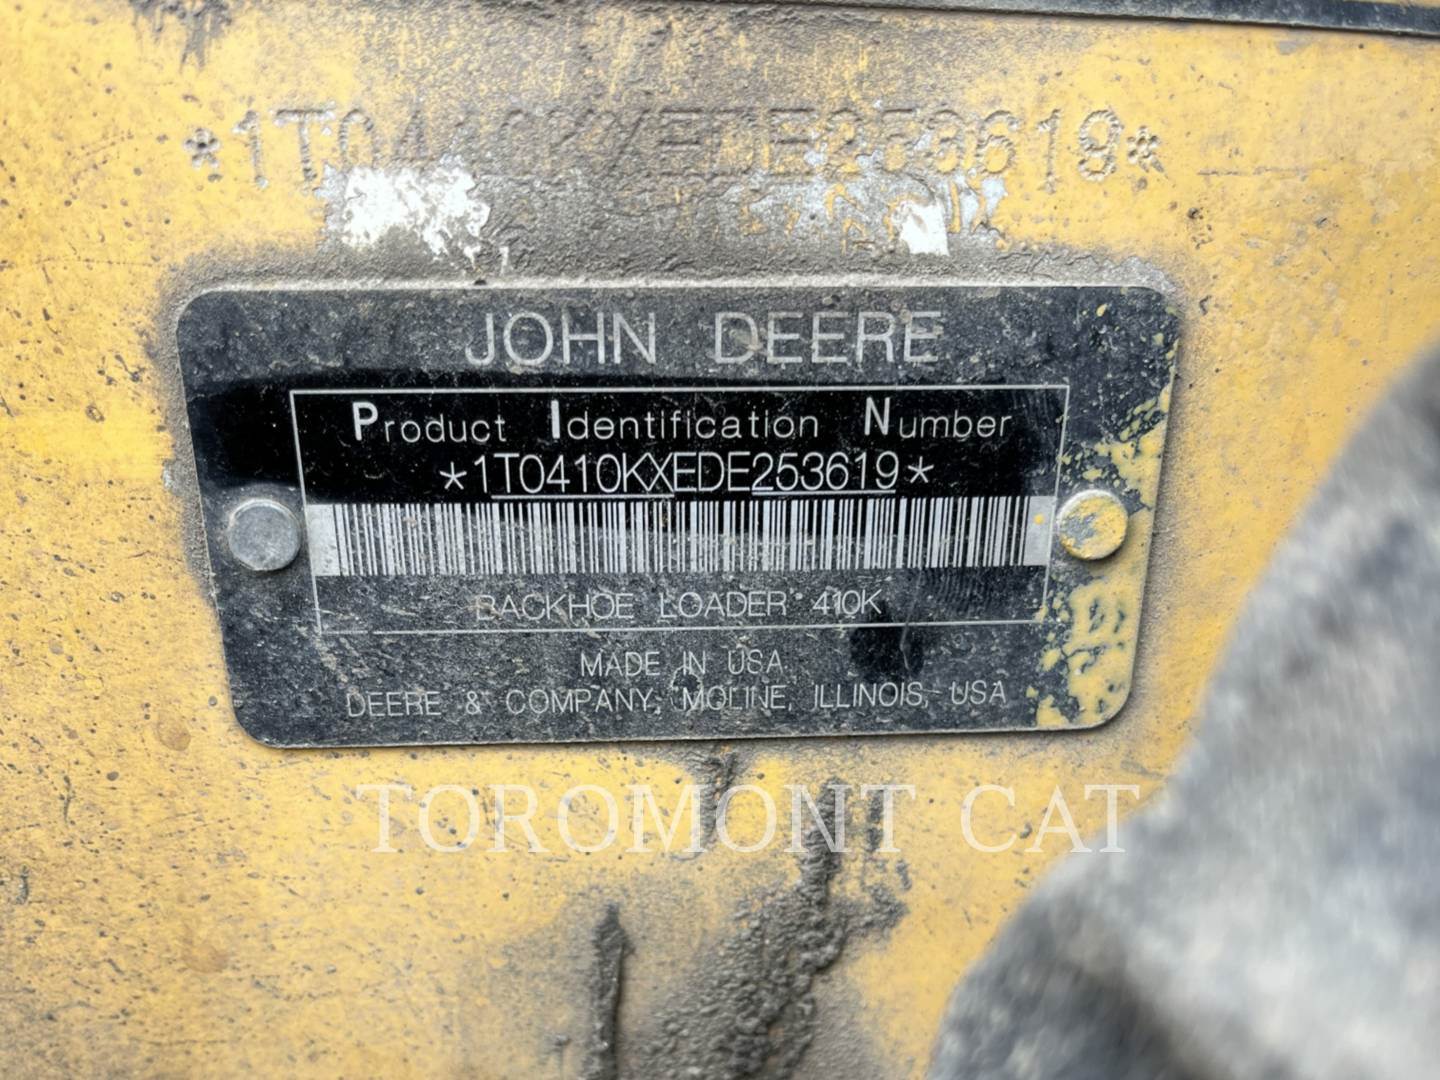 *1T0410KXEDE253619*
JOHN DEERE
Product Identification Number
*1T0410KXEDE253619*
BACKHOE LOADER 410K
MADE IN USA
DEERE & COMPANY, MOLINE, ILLINOIS, USA
TOROMONT CAT